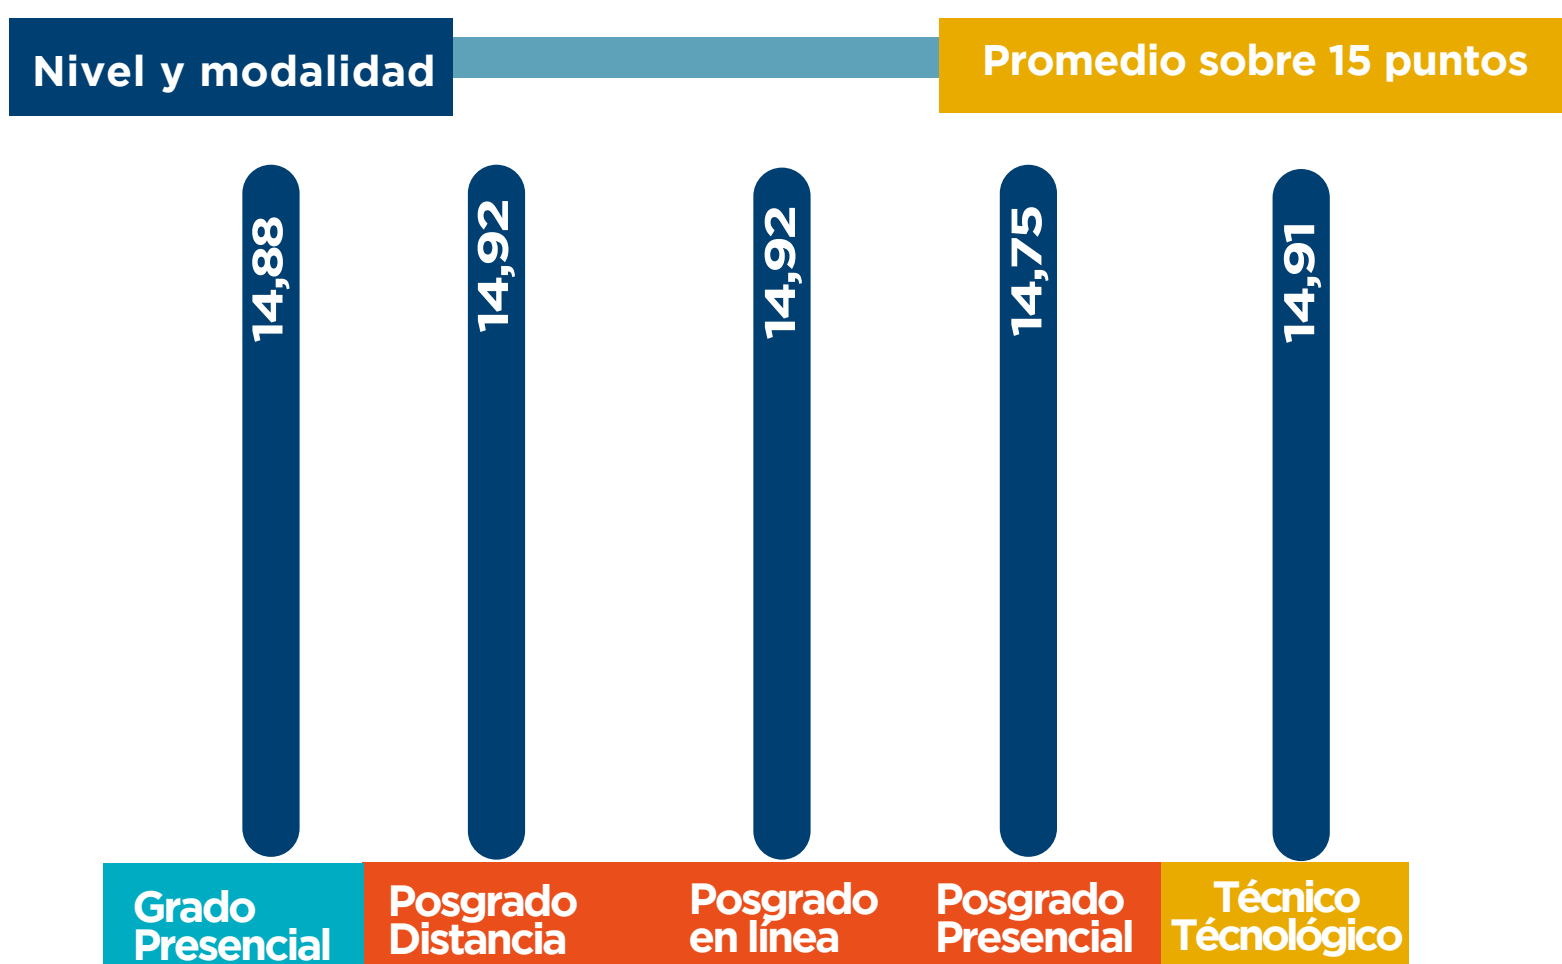 Nivel y modalidad
Promedio sobre 15 puntos
14,88
14,92
14,92
14,75
14,91
Grado
Presencial
Posgrado
Distancia
Posgrado
en línea
Posgrado
Presencial
Técnico
Técnológico